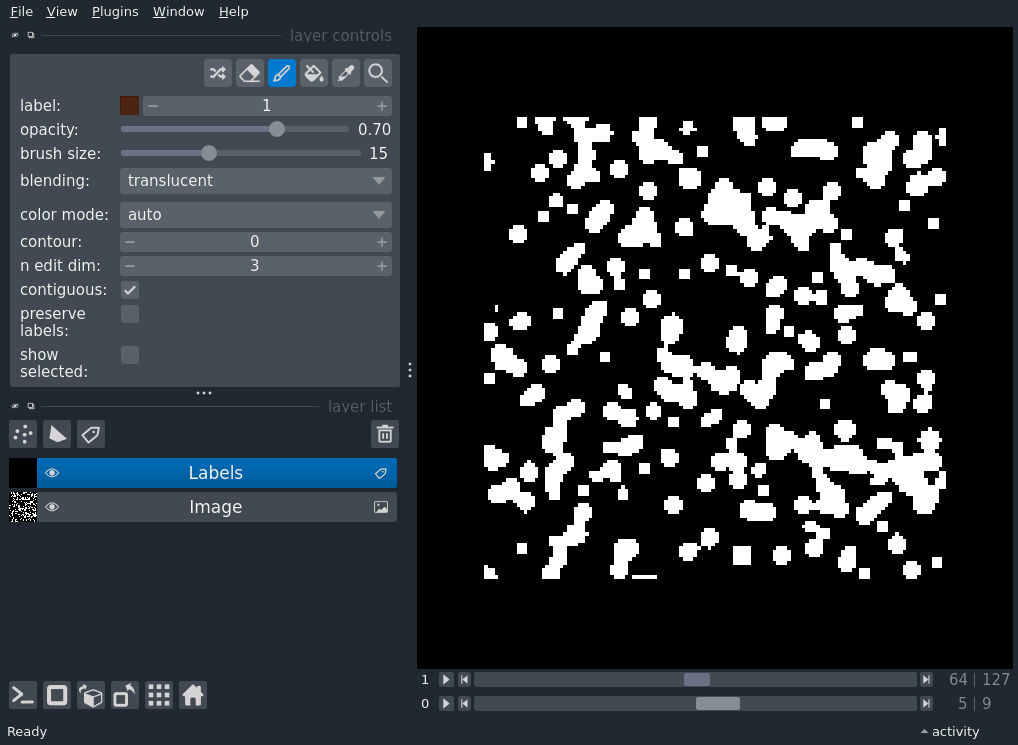 File View Plugins Window Help
layer controls
label: 1
opacity: 0.70
brush size: 15
blending: translucent
color mode: auto
contour: 0
n edit dim: 3
contiguous:
preserve
labels:
show
selected:
layer list
Labels
Image
1 64 | 127
0 5 | 9
Ready activity